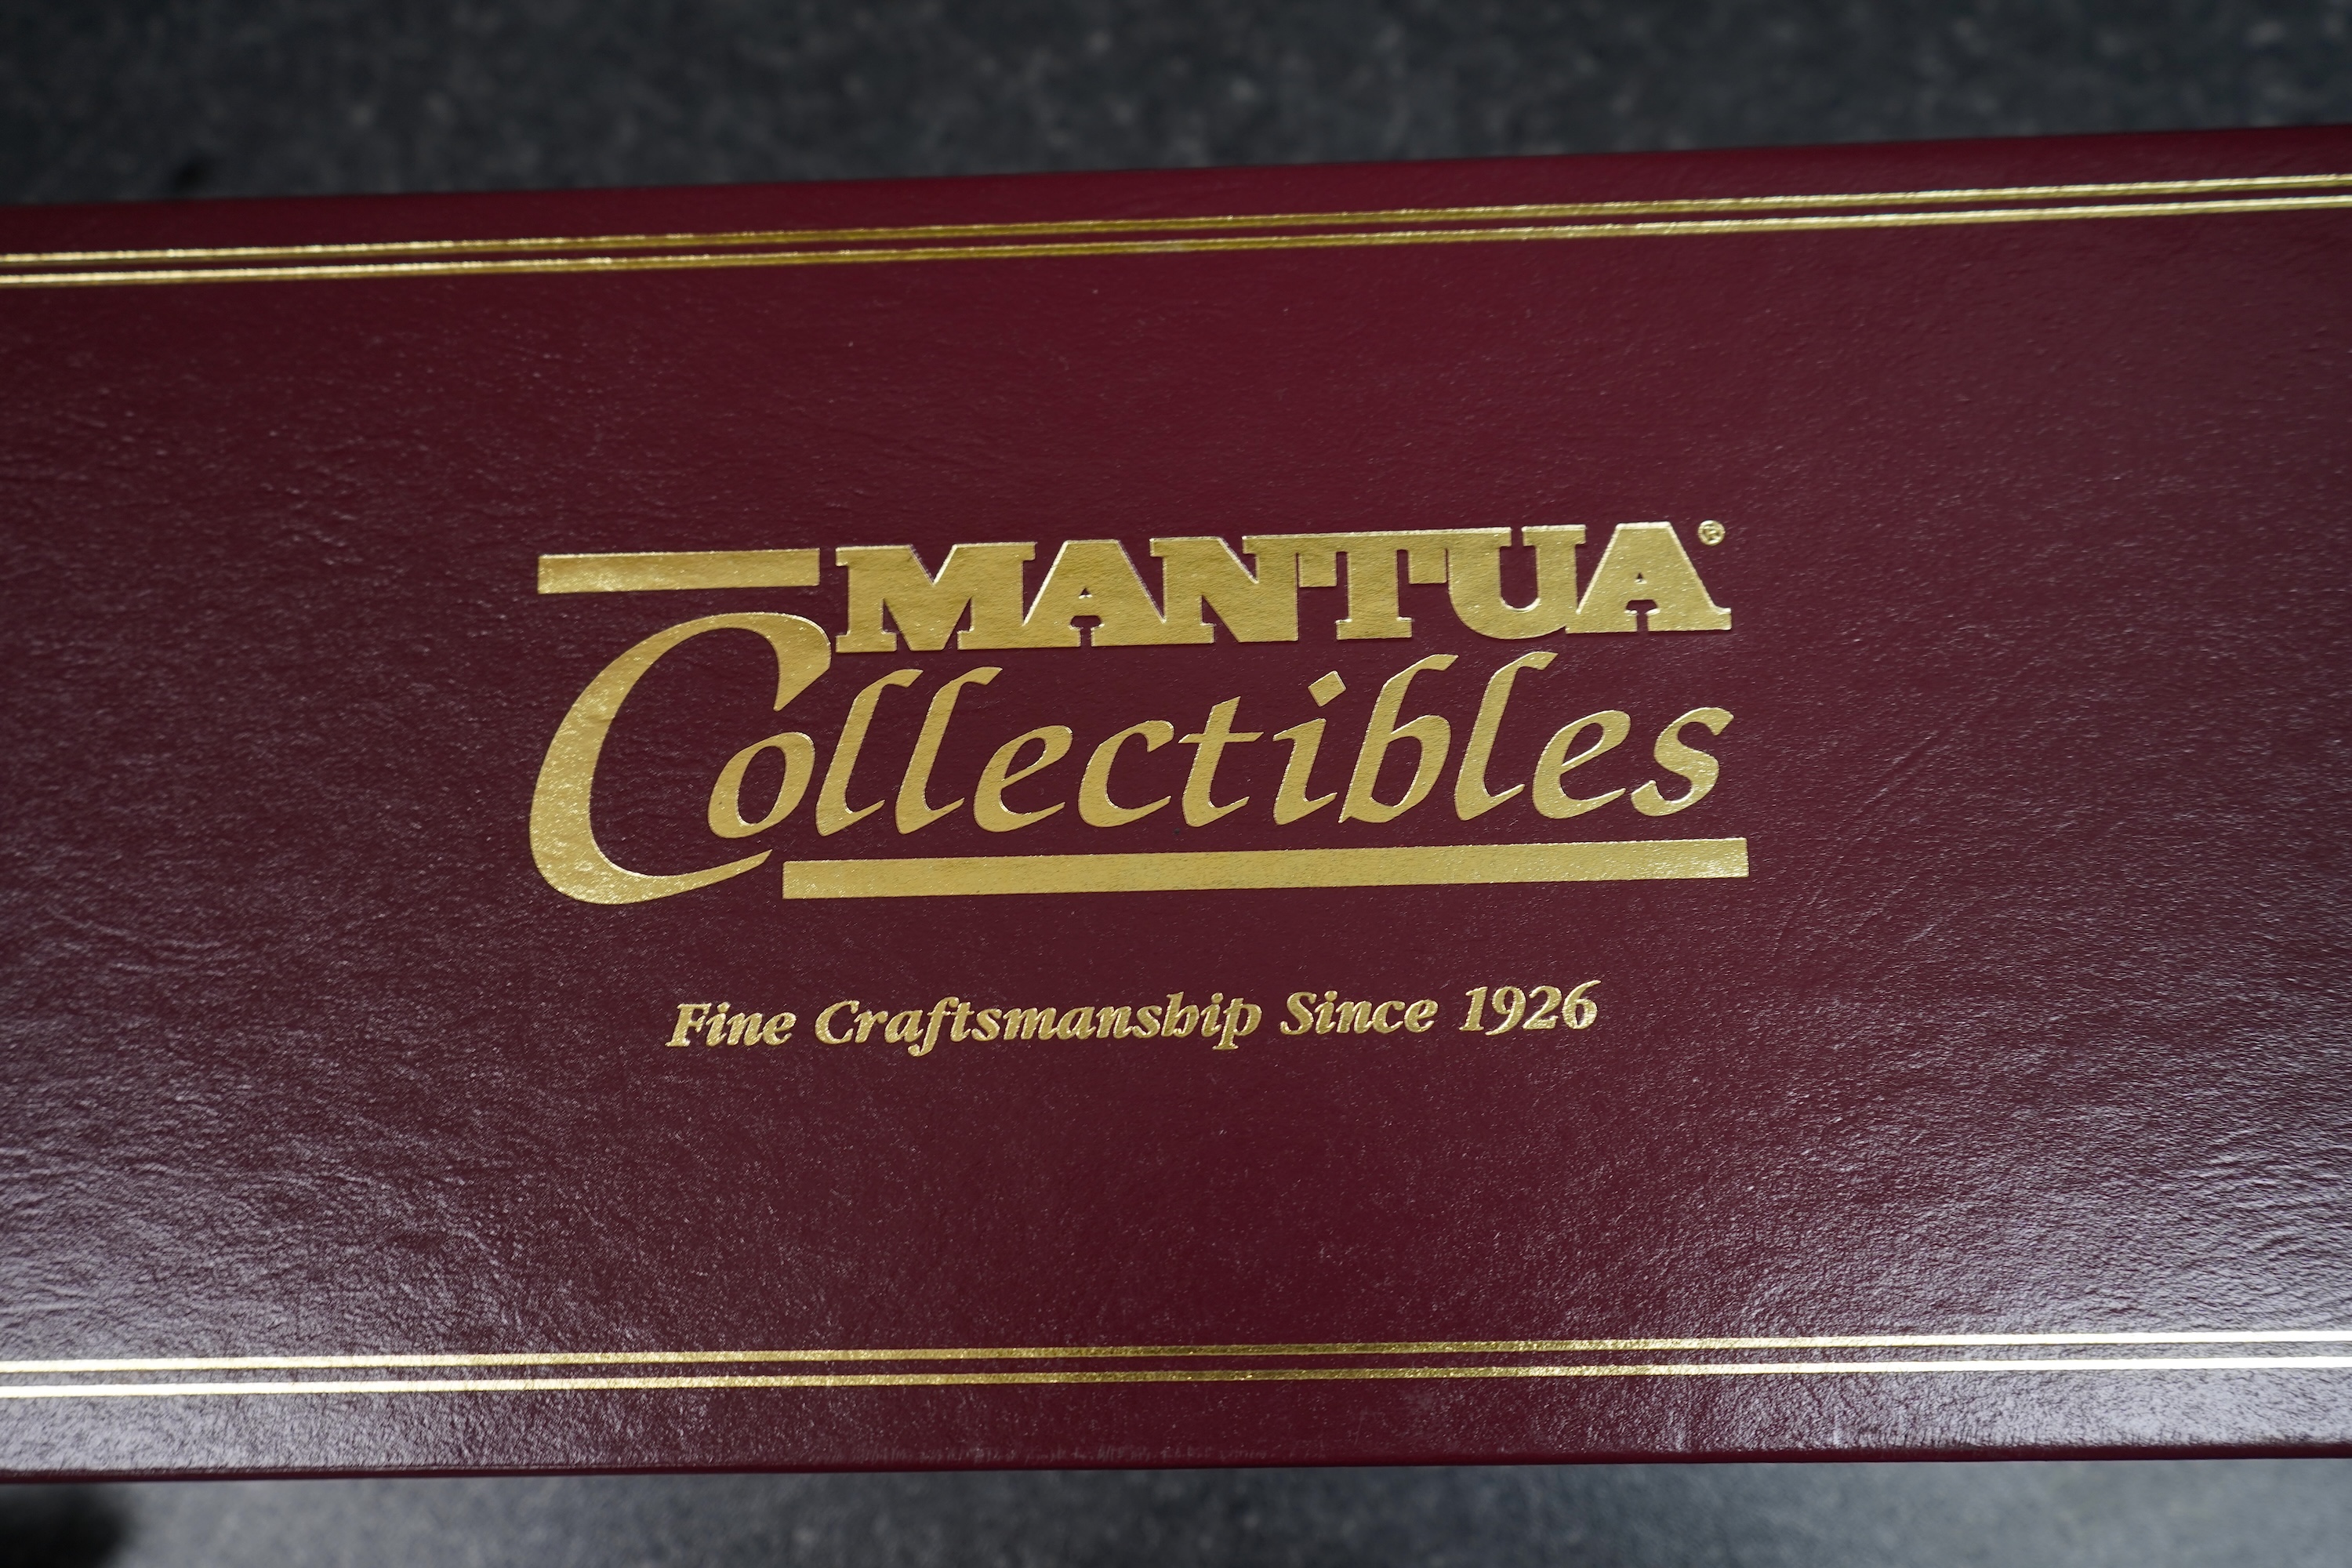 MANTUA®
Collectibles
Fine Craftsmanship Since 1926